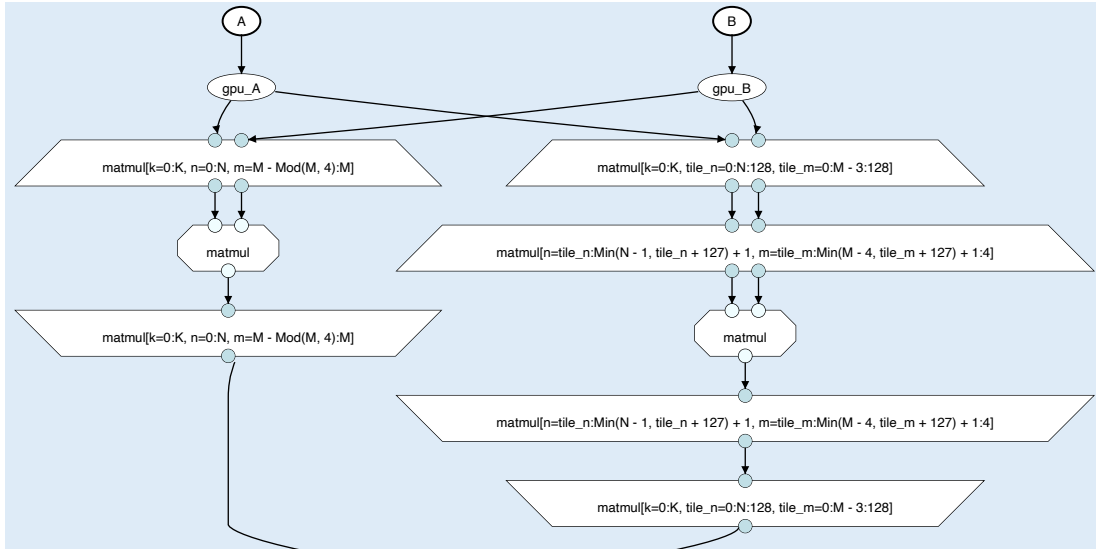 A
B
gpu_A
gpu_B
matmul[k=0:K, n=0:N, m=M - Mod(M, 4):M]
matmul[k=0:K, tile_n=0:N:128, tile_m=0:M - 3:128]
matmul
matmul[n=tile_n:Min(N - 1, tile_n + 127) + 1, m=tile_m:Min(M - 4, tile_m + 127) + 1:4]
matmul[k=0:K, n=0:N, m=M - Mod(M, 4):M]
matmul
matmul[n=tile_n:Min(N - 1, tile_n + 127) + 1, m=tile_m:Min(M - 4, tile_m + 127) + 1:4]
matmul[k=0:K, tile_n=0:N:128, tile_m=0:M - 3:128]